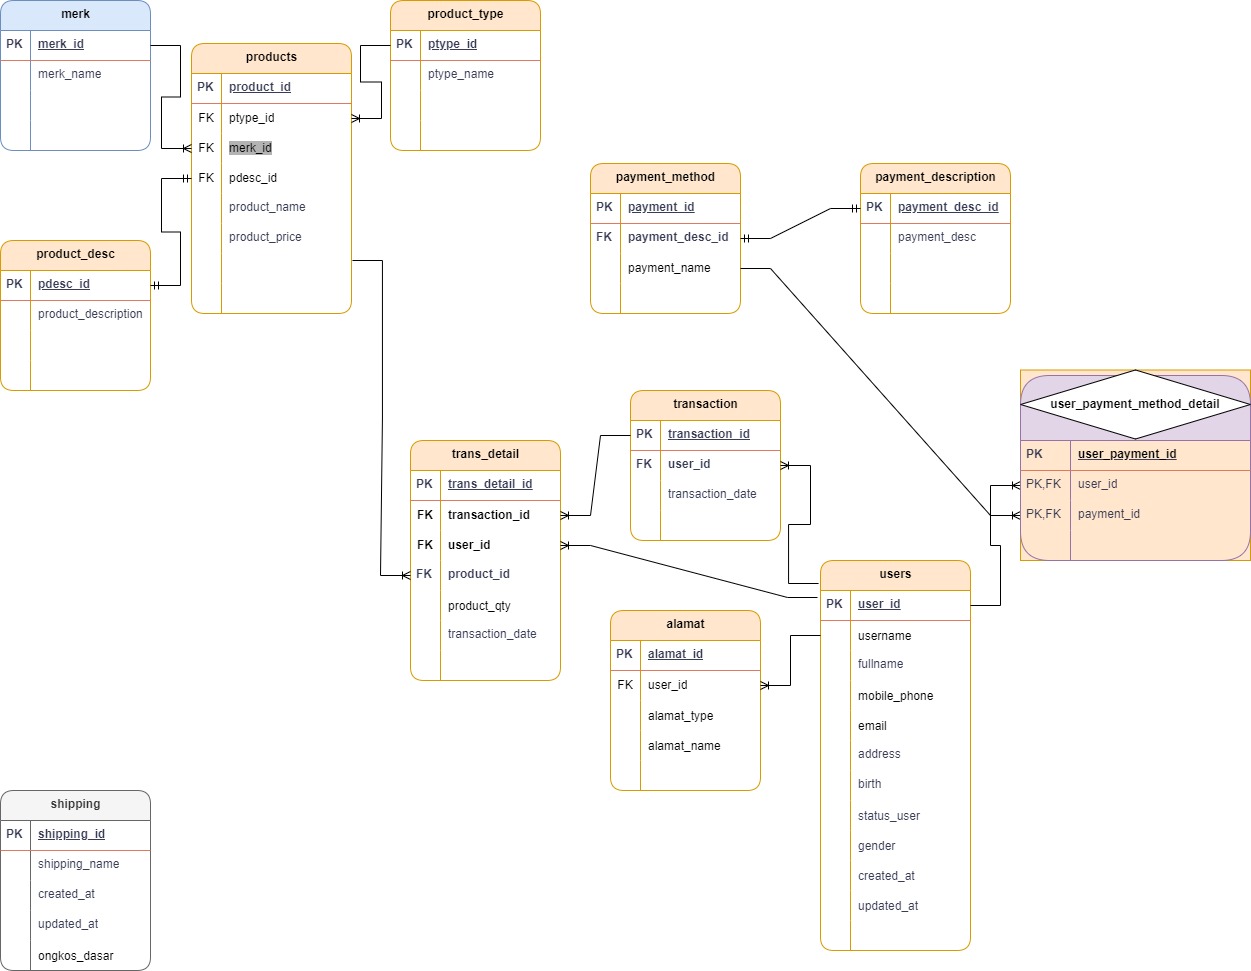 merk
PK merk_id
merk_name
products
PK product_id
FK ptype_id
FK merk_id
FK pdesc_id
product_name
product_price
product_type
PK ptype_id
ptype_name
product_desc
PK pdesc_id
product_description
payment_method
PK payment_id
FK payment_desc_id
payment_name
payment_description
PK payment_desc_id
payment_desc
user_payment_method_detail
PK user_payment_id
PK,FK user_id
PK,FK payment_id
transaction
PK transaction_id
FK user_id
transaction_date
trans_detail
PK trans_detail_id
FK transaction_id
FK user_id
FK product_id
product_qty
transaction_date
users
PK user_id
username
fullname
mobile_phone
email
address
birth
status_user
gender
created_at
updated_at
alamat
PK alamat_id
FK user_id
alamat_type
alamat_name
shipping
PK shipping_id
shipping_name
created_at
updated_at
ongkos_dasar